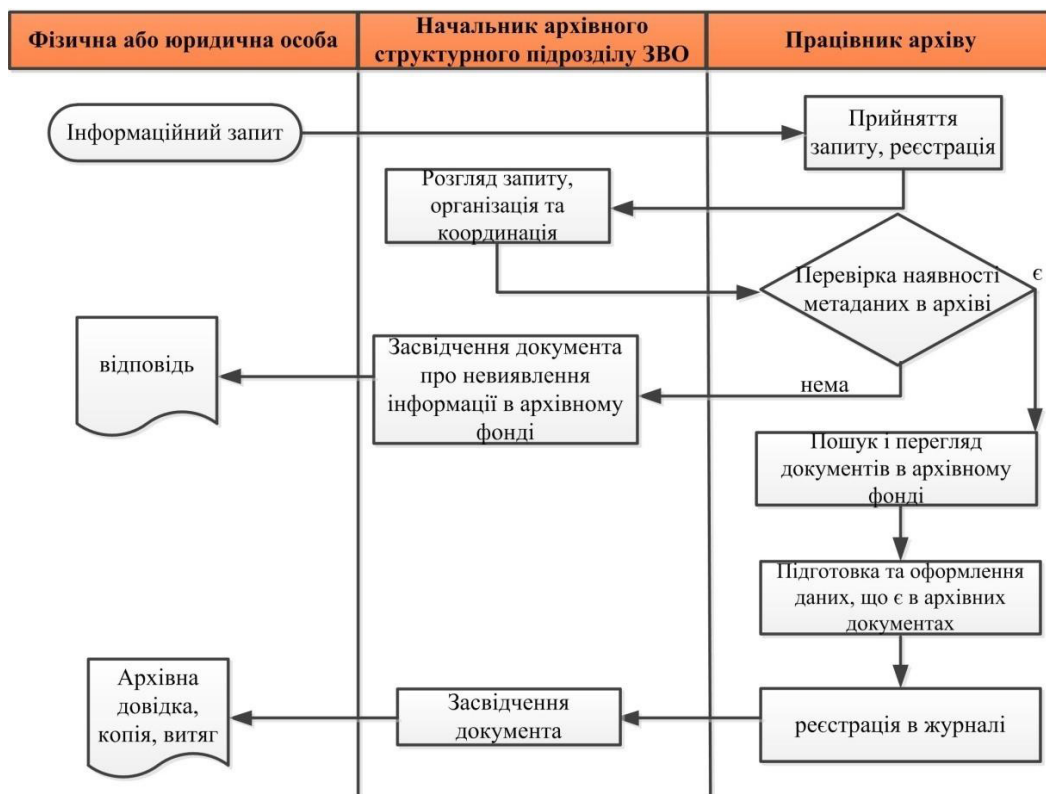 Фізична або юридична особа
Начальник архівного
структурного підрозділу ЗВО
Працівник архіву
Інформаційний запит
Прийняття
запиту, реєстрація
Розгляд запиту,
організація та
координація
Перевірка наявності
метаданих в архіві
є
нема
Засвідчення документа
про невиявлення
інформації в архівному
фонді
відповідь
Пошук і перегляд
документів в архівному
фонді
Підготовка та оформлення
даних, що є в архівних
документах
реєстрація в журналі
Засвідчення
документа
Архівна
довідка,
копія, витяг